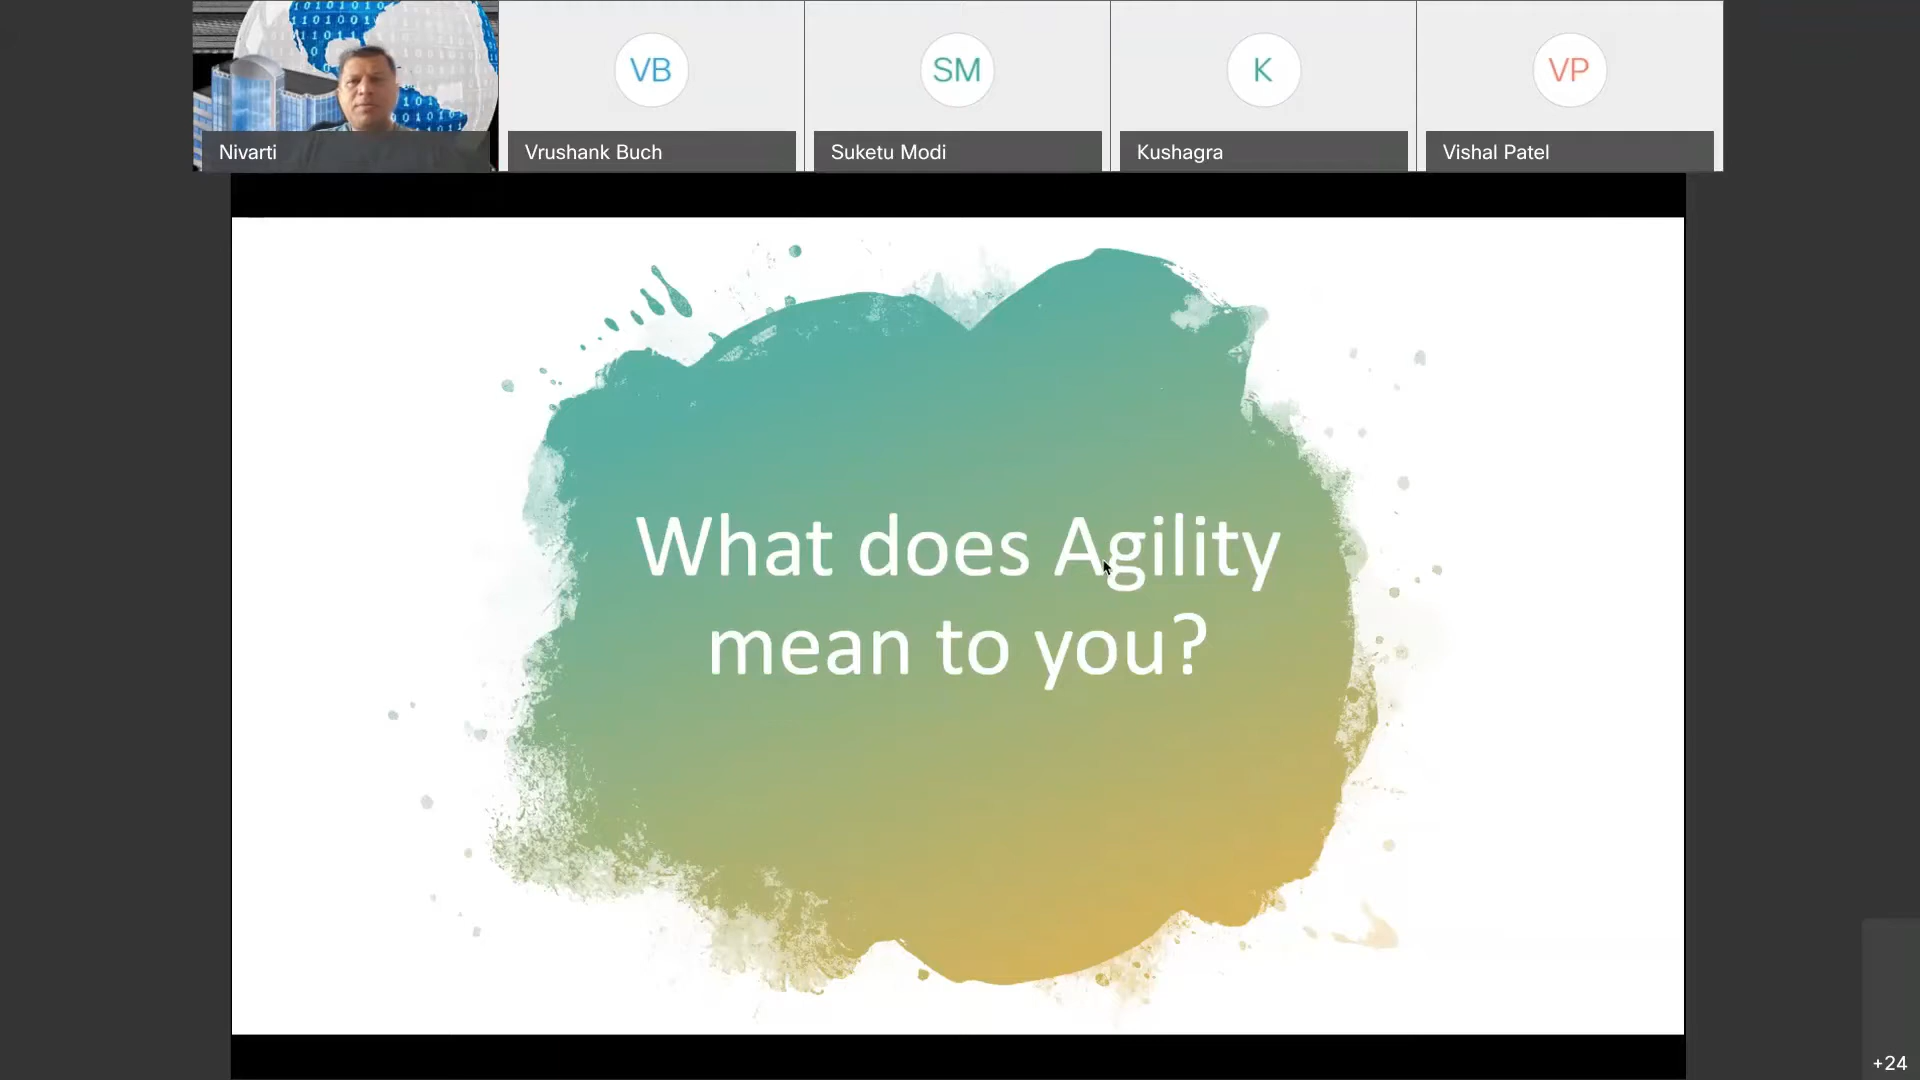 VB
SM
K
VP
Nivarti
Vrushank Buch
Suketu Modi
Kushagra
Vishal Patel
What does Agility
mean to you?
+24